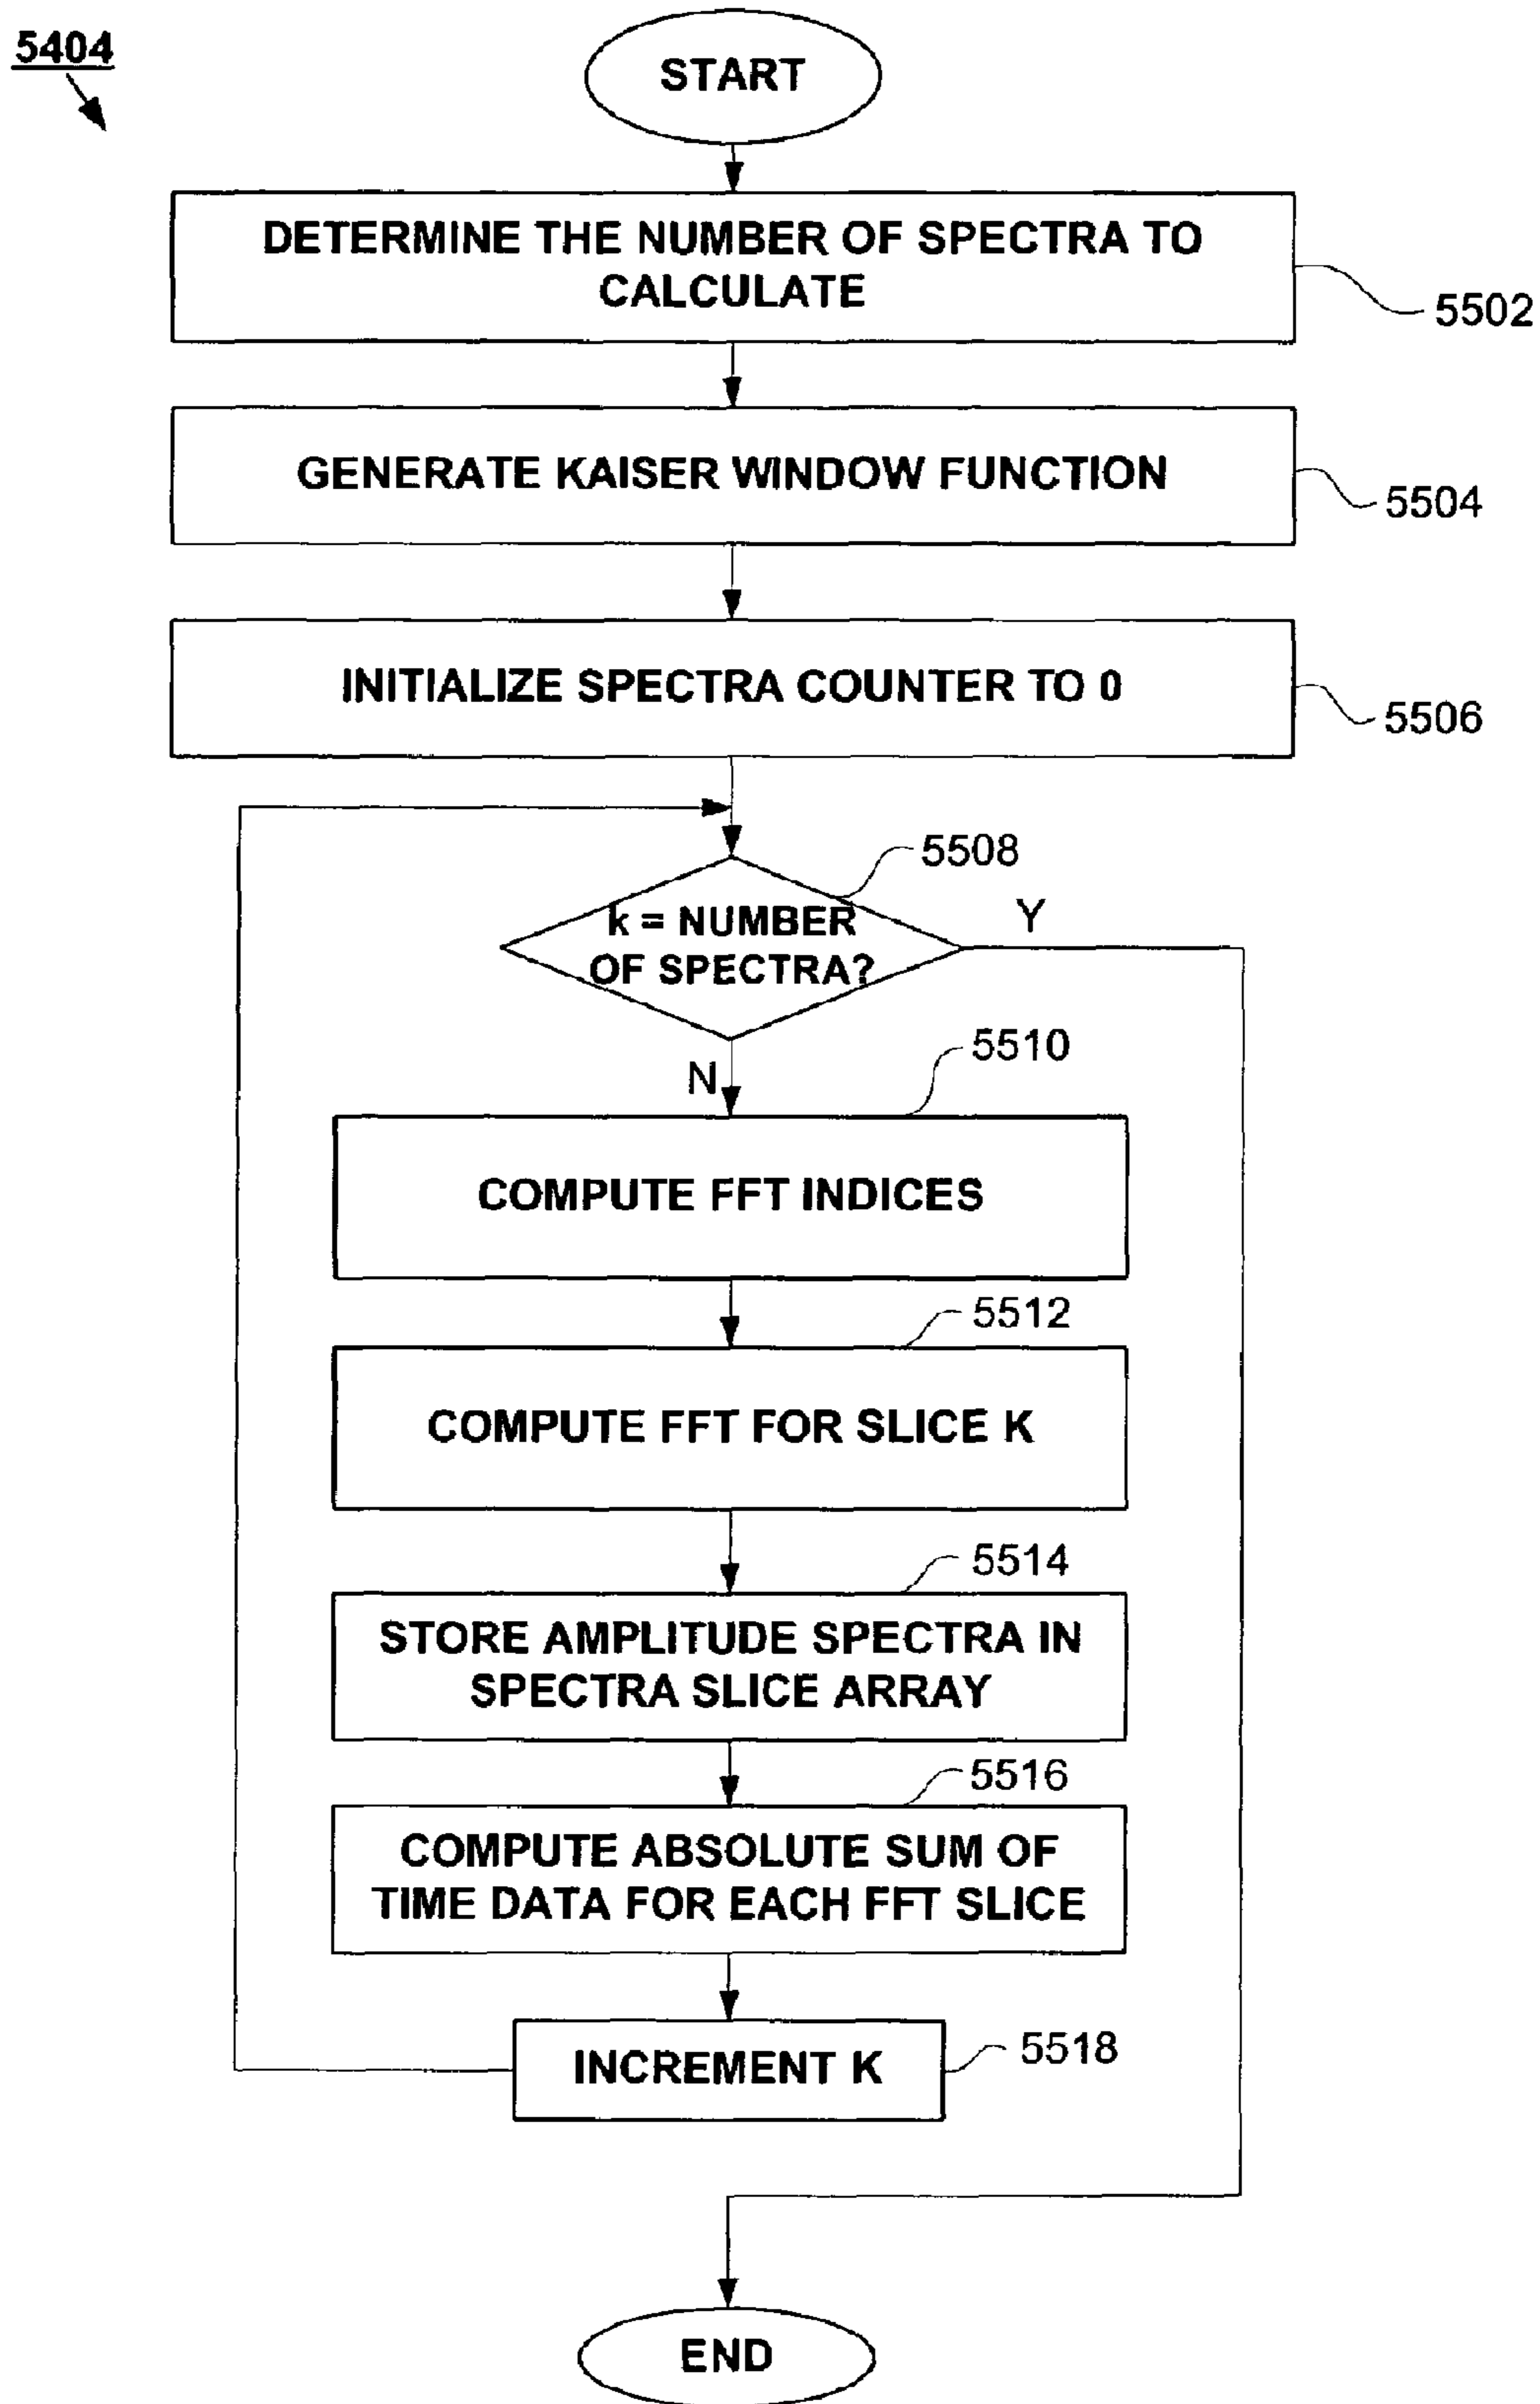 5404
START
DETERMINE THE NUMBER OF SPECTRA TO
CALCULATE
5502
GENERATE KAISER WINDOW FUNCTION
5504
INITIALIZE SPECTRA COUNTER TO 0
5506
5508
k = NUMBER
OF SPECTRA?
Y
N
5510
COMPUTE FFT INDICES
5512
COMPUTE FFT FOR SLICE K
5514
STORE AMPLITUDE SPECTRA IN
SPECTRA SLICE ARRAY
5516
COMPUTE ABSOLUTE SUM OF
TIME DATA FOR EACH FFT SLICE
INCREMENT K
5518
END